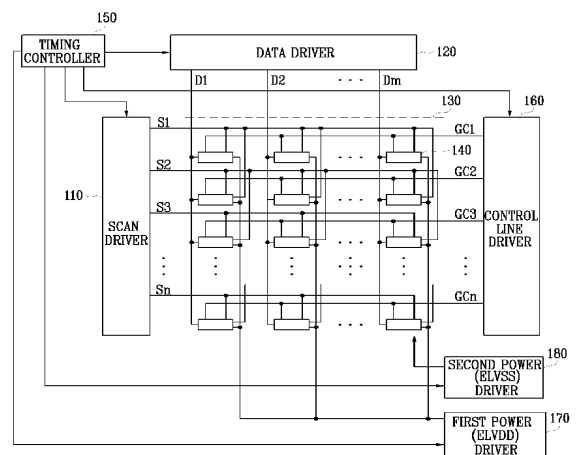 150
TIMING
CONTROLLER
DATA DRIVER
120
D1 D2 · · · Dm
130
160
S1
GC1
140
S2
GC2
110
S3
GC3
SCAN
DRIVER
CONTROL
LINE
DRIVER
Sn
GCn
180
SECOND POWER
(ELVSS)
DRIVER
170
FIRST POWER
(ELVDD)
DRIVER